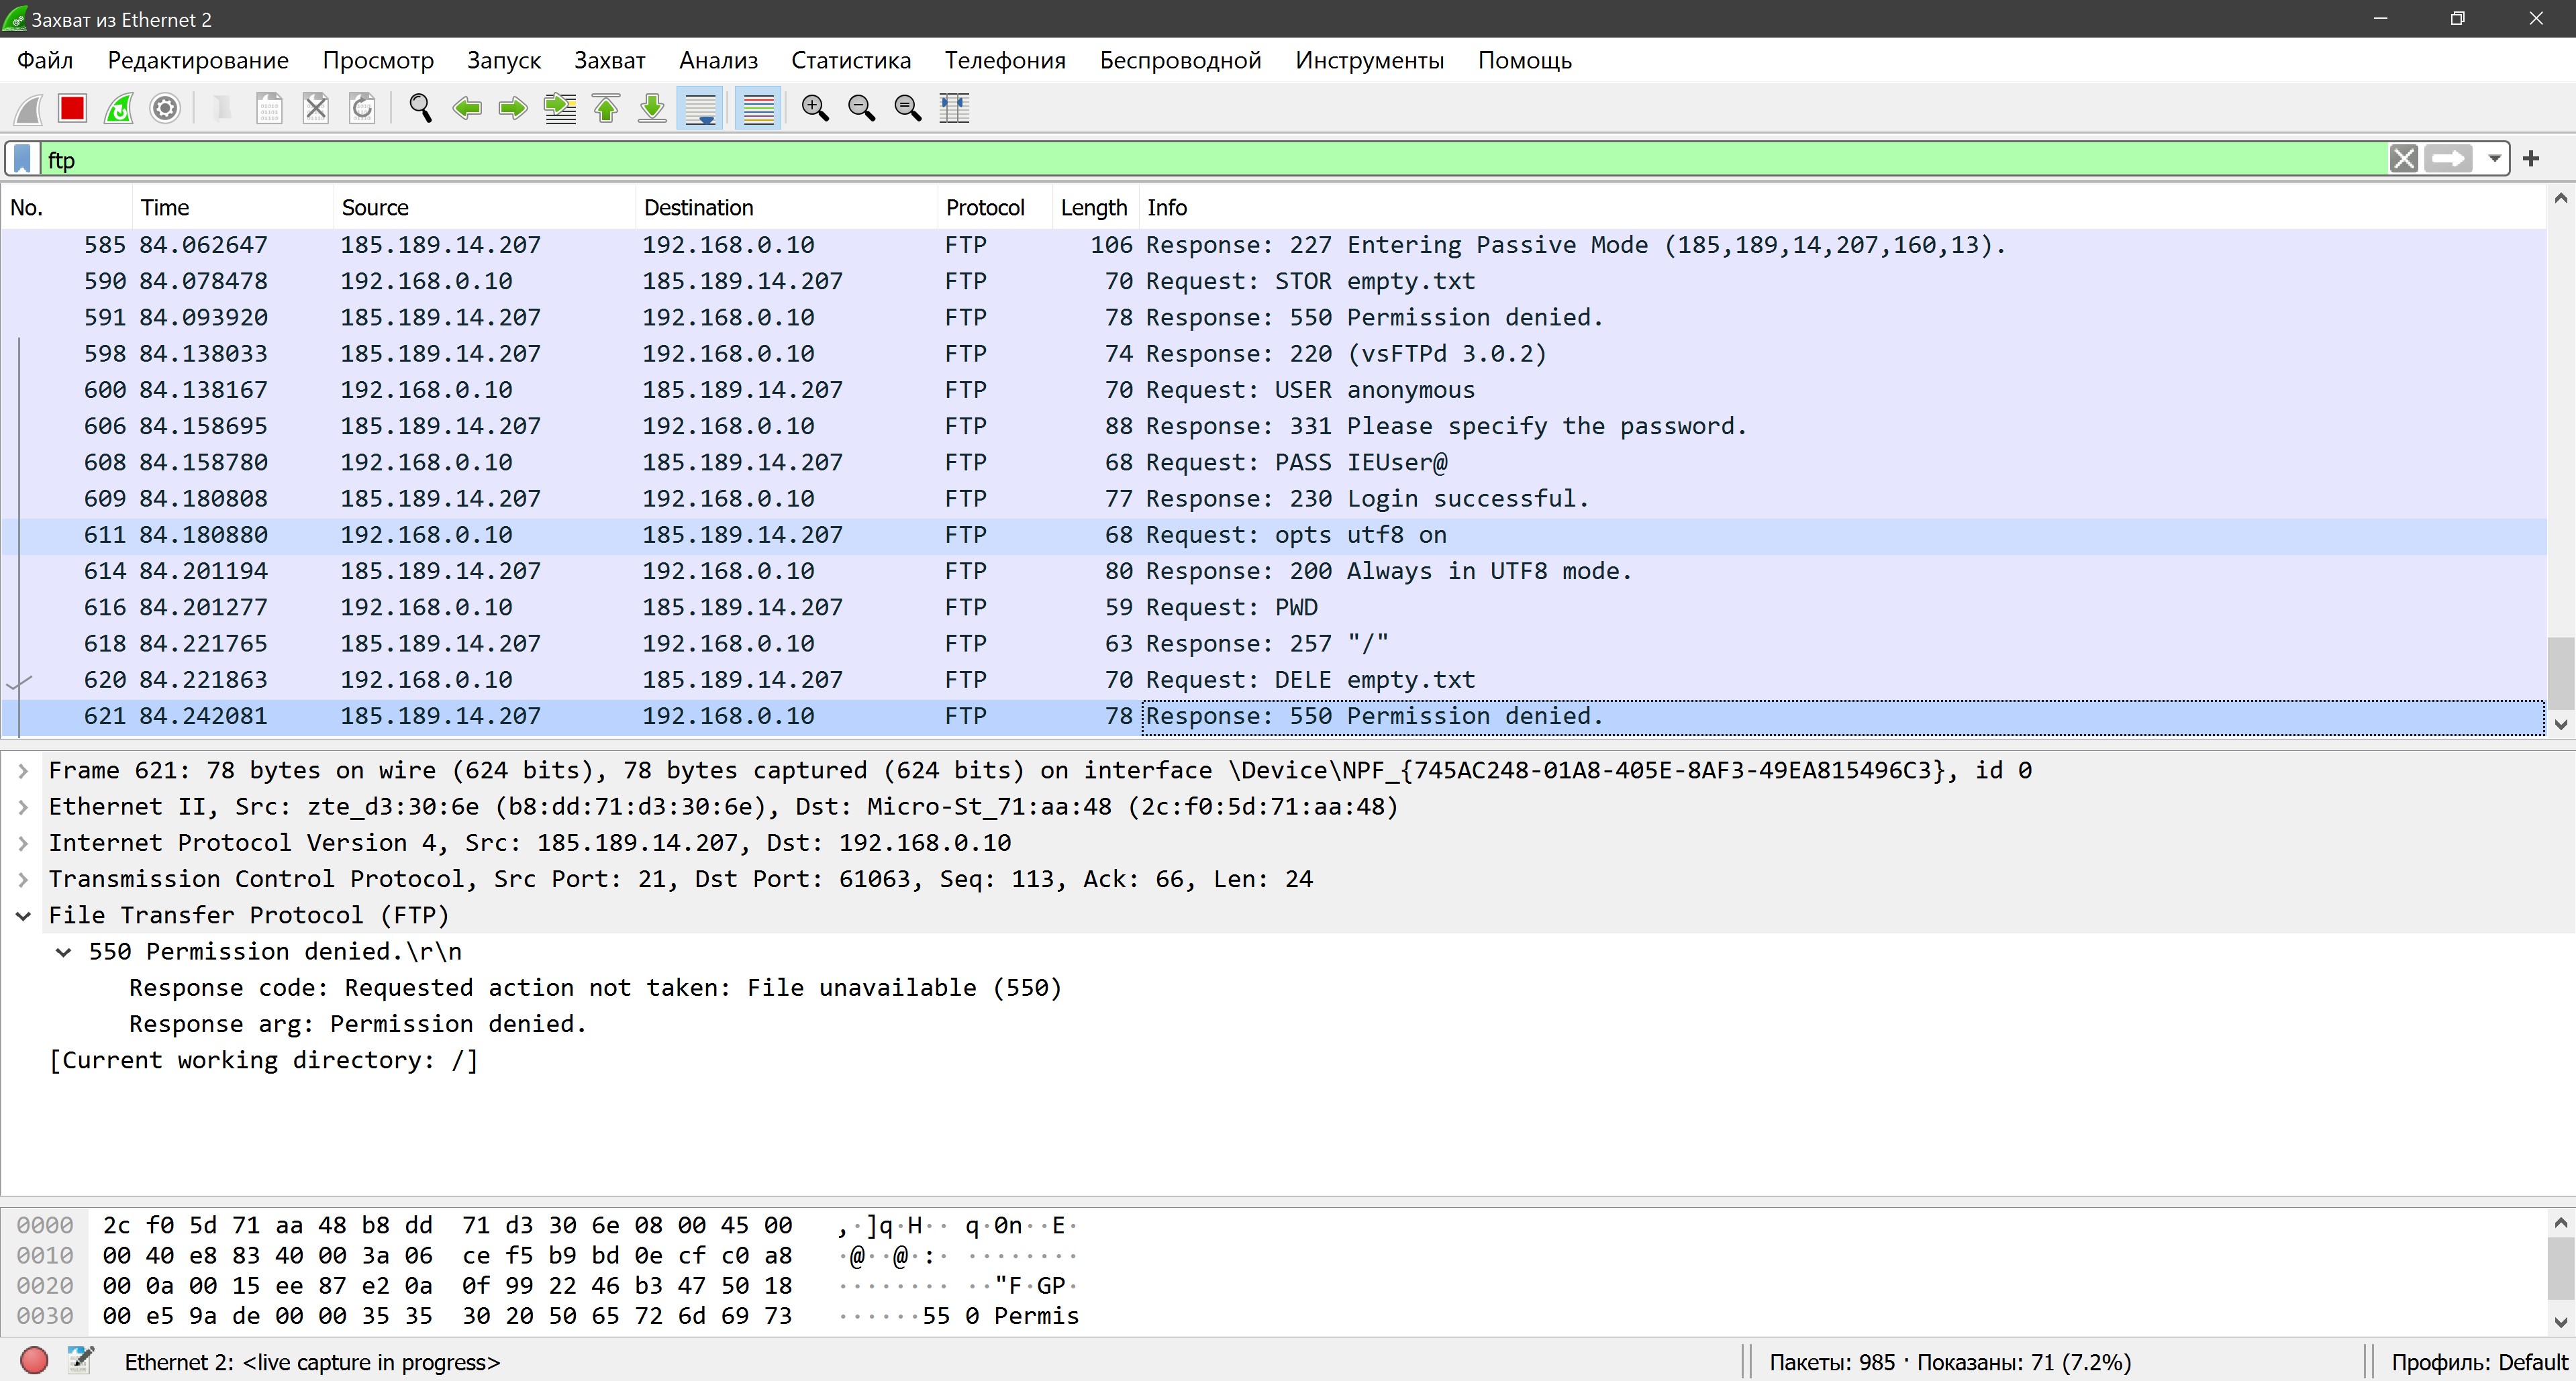 Захват из Ethernet 2
Файл Редактирование Просмотр Запуск Захват Анализ Статистика Телефония Беспроводной Инструменты Помощь
ftp
No. Time Source Destination Protocol Length Info
585 84.062647 185.189.14.207 192.168.0.10 FTP 106 Response: 227 Entering Passive Mode (185,189,14,207,160,13).
590 84.078478 192.168.0.10 185.189.14.207 FTP 70 Request: STOR empty.txt
591 84.093920 185.189.14.207 192.168.0.10 FTP 78 Response: 550 Permission denied.
598 84.138033 185.189.14.207 192.168.0.10 FTP 74 Response: 220 (vsFTPd 3.0.2)
600 84.138167 192.168.0.10 185.189.14.207 FTP 70 Request: USER anonymous
606 84.158695 185.189.14.207 192.168.0.10 FTP 88 Response: 331 Please specify the password.
608 84.158780 192.168.0.10 185.189.14.207 FTP 68 Request: PASS IEUser@
609 84.180808 185.189.14.207 192.168.0.10 FTP 77 Response: 230 Login successful.
611 84.180880 192.168.0.10 185.189.14.207 FTP 68 Request: opts utf8 on
614 84.201194 185.189.14.207 192.168.0.10 FTP 80 Response: 200 Always in UTF8 mode.
616 84.201277 192.168.0.10 185.189.14.207 FTP 59 Request: PWD
618 84.221765 185.189.14.207 192.168.0.10 FTP 63 Response: 257 "/"
620 84.221863 192.168.0.10 185.189.14.207 FTP 70 Request: DELE empty.txt
621 84.242081 185.189.14.207 192.168.0.10 FTP 78 Response: 550 Permission denied.
Frame 621: 78 bytes on wire (624 bits), 78 bytes captured (624 bits) on interface \Device\NPF_{745AC248-01A8-405E-8AF3-49EA815496C3}, id 0
Ethernet II, Src: zte_d3:30:6e (b8:dd:71:d3:30:6e), Dst: Micro-St_71:aa:48 (2c:f0:5d:71:aa:48)
Internet Protocol Version 4, Src: 185.189.14.207, Dst: 192.168.0.10
Transmission Control Protocol, Src Port: 21, Dst Port: 61063, Seq: 113, Ack: 66, Len: 24
File Transfer Protocol (FTP)
550 Permission denied.\r\n
Response code: Requested action not taken: File unavailable (550)
Response arg: Permission denied.
[Current working directory: /]
0000 2c f0 5d 71 aa 48 b8 dd 71 d3 30 6e 08 00 45 00 ,·]q·H·· q·0n··E·
0010 00 40 e8 83 40 00 3a 06 ce f5 b9 bd 0e cf c0 a8 ·@··@·:· ········
0020 00 0a 00 15 ee 87 e2 0a 0f 99 22 46 b3 47 50 18 ········ ··"F·GP·
0030 00 e5 9a de 00 00 35 35 30 20 50 65 72 6d 69 73 ······55 0 Permis
Ethernet 2: <live capture in progress> Пакеты: 985 · Показаны: 71 (7.2%) Профиль: Default